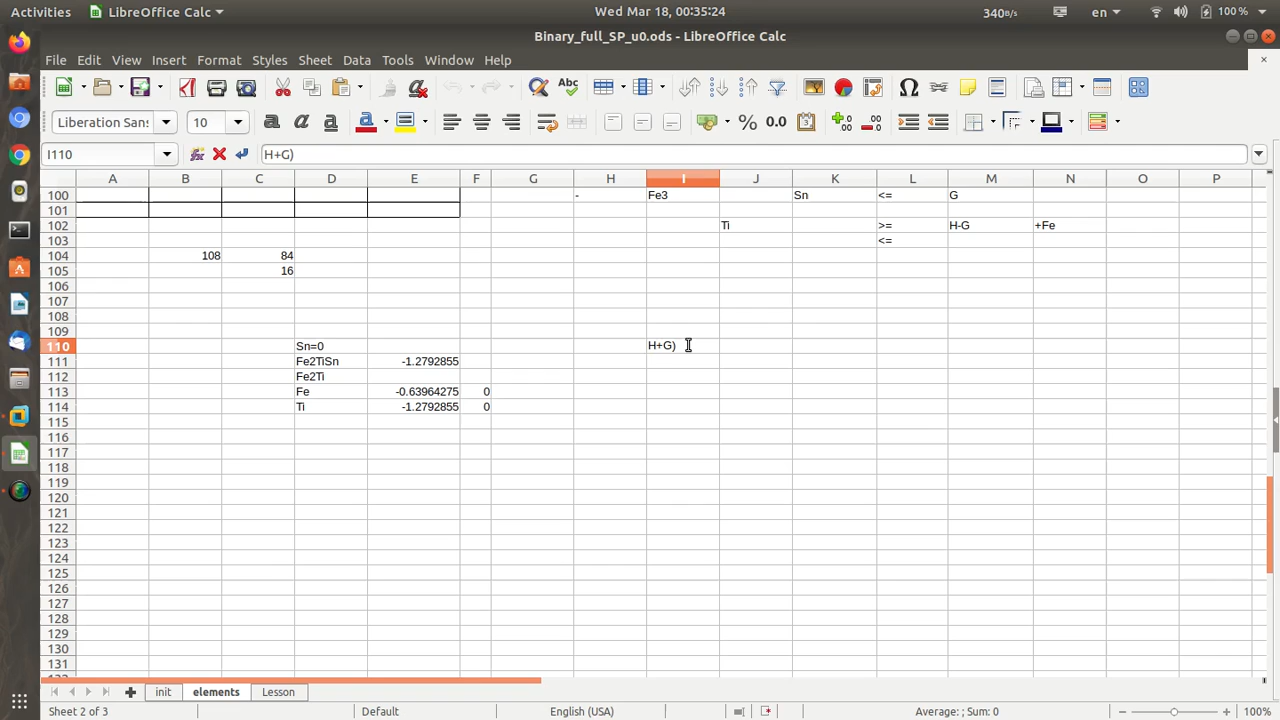 Activities LibreOffice Calc Wed Mar 18, 00:35:24 340B/s en 100 %
Binary_full_SP_u0.ods - LibreOffice Calc
File Edit View Insert Format Styles Sheet Data Tools Window Help
Liberation Sans 10 % 0.0
I110 H+G)
A B C D E F G H I J K L M N O P
100 - Fe3 Sn <= G
101
102 Ti >= H-G +Fe
103 <=
104 108 84
105 16
106
107
108
109
110 Sn=0 H+G)
111 Fe2TiSn -1.2792855
112 Fe2Ti
113 Fe -0.63964275 0
114 Ti -1.2792855 0
115
116
117
118
119
120
121
122
123
124
125
126
127
128
129
130
131
init elements Lesson
Sheet 2 of 3 Default English (USA) Average: ; Sum: 0 100%